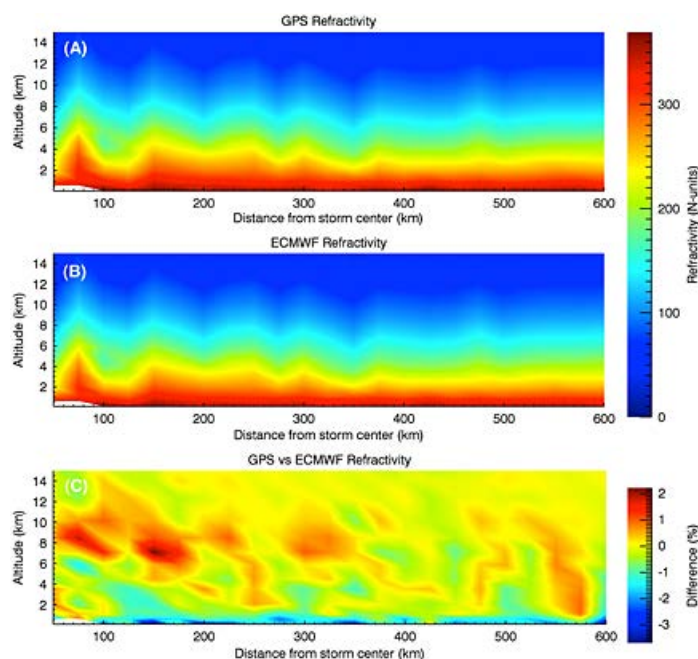 GPS Refractivity
(A)
14
12
10
8
6
4
2
Altitude (km)
100 200 300 400 500 600
Distance from storm center (km)
ECMWF Refractivity
(B)
14
12
10
8
6
4
2
Altitude (km)
100 200 300 400 500 600
Distance from storm center (km)
300
200
100
0
Refractivity (N-units)
GPS vs ECMWF Refractivity
(C)
14
12
10
8
6
4
2
Altitude (km)
100 200 300 400 500 600
Distance from storm center (km)
2
1
0
-1
-2
-3
Difference (%)